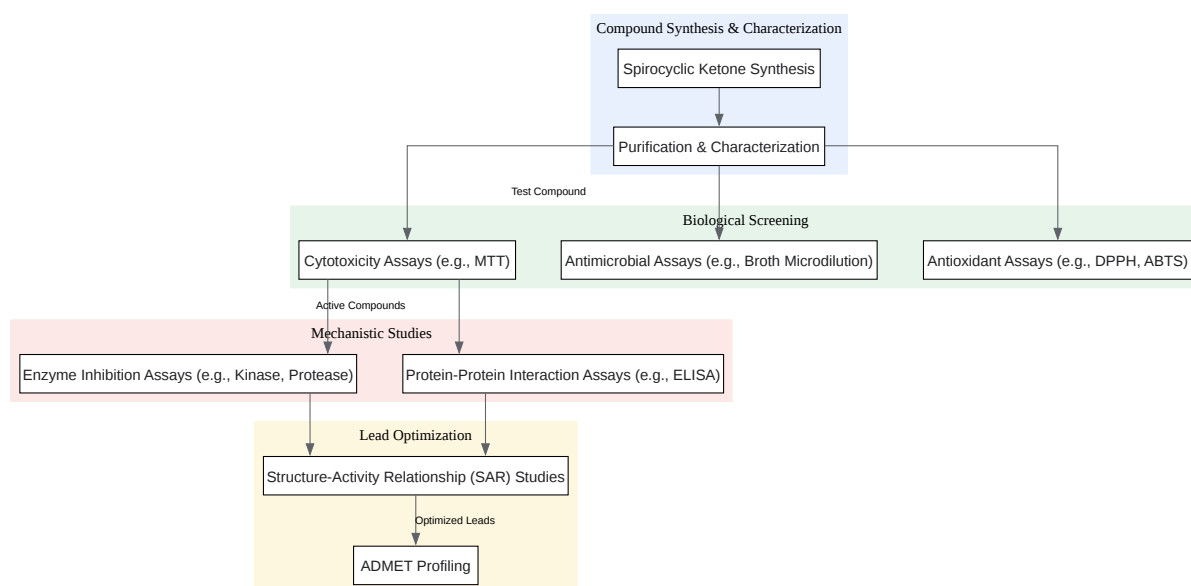 Compound Synthesis & Characterization
Spirocyclic Ketone Synthesis
Purification & Characterization
Test Compound
Biological Screening
Cytotoxicity Assays (e.g., MTT)
Antimicrobial Assays (e.g., Broth Microdilution)
Antioxidant Assays (e.g., DPPH, ABTS)
Active Compounds
Mechanistic Studies
Enzyme Inhibition Assays (e.g., Kinase, Protease)
Protein-Protein Interaction Assays (e.g., ELISA)
Lead Optimization
Structure-Activity Relationship (SAR) Studies
Optimized Leads
ADMET Profiling